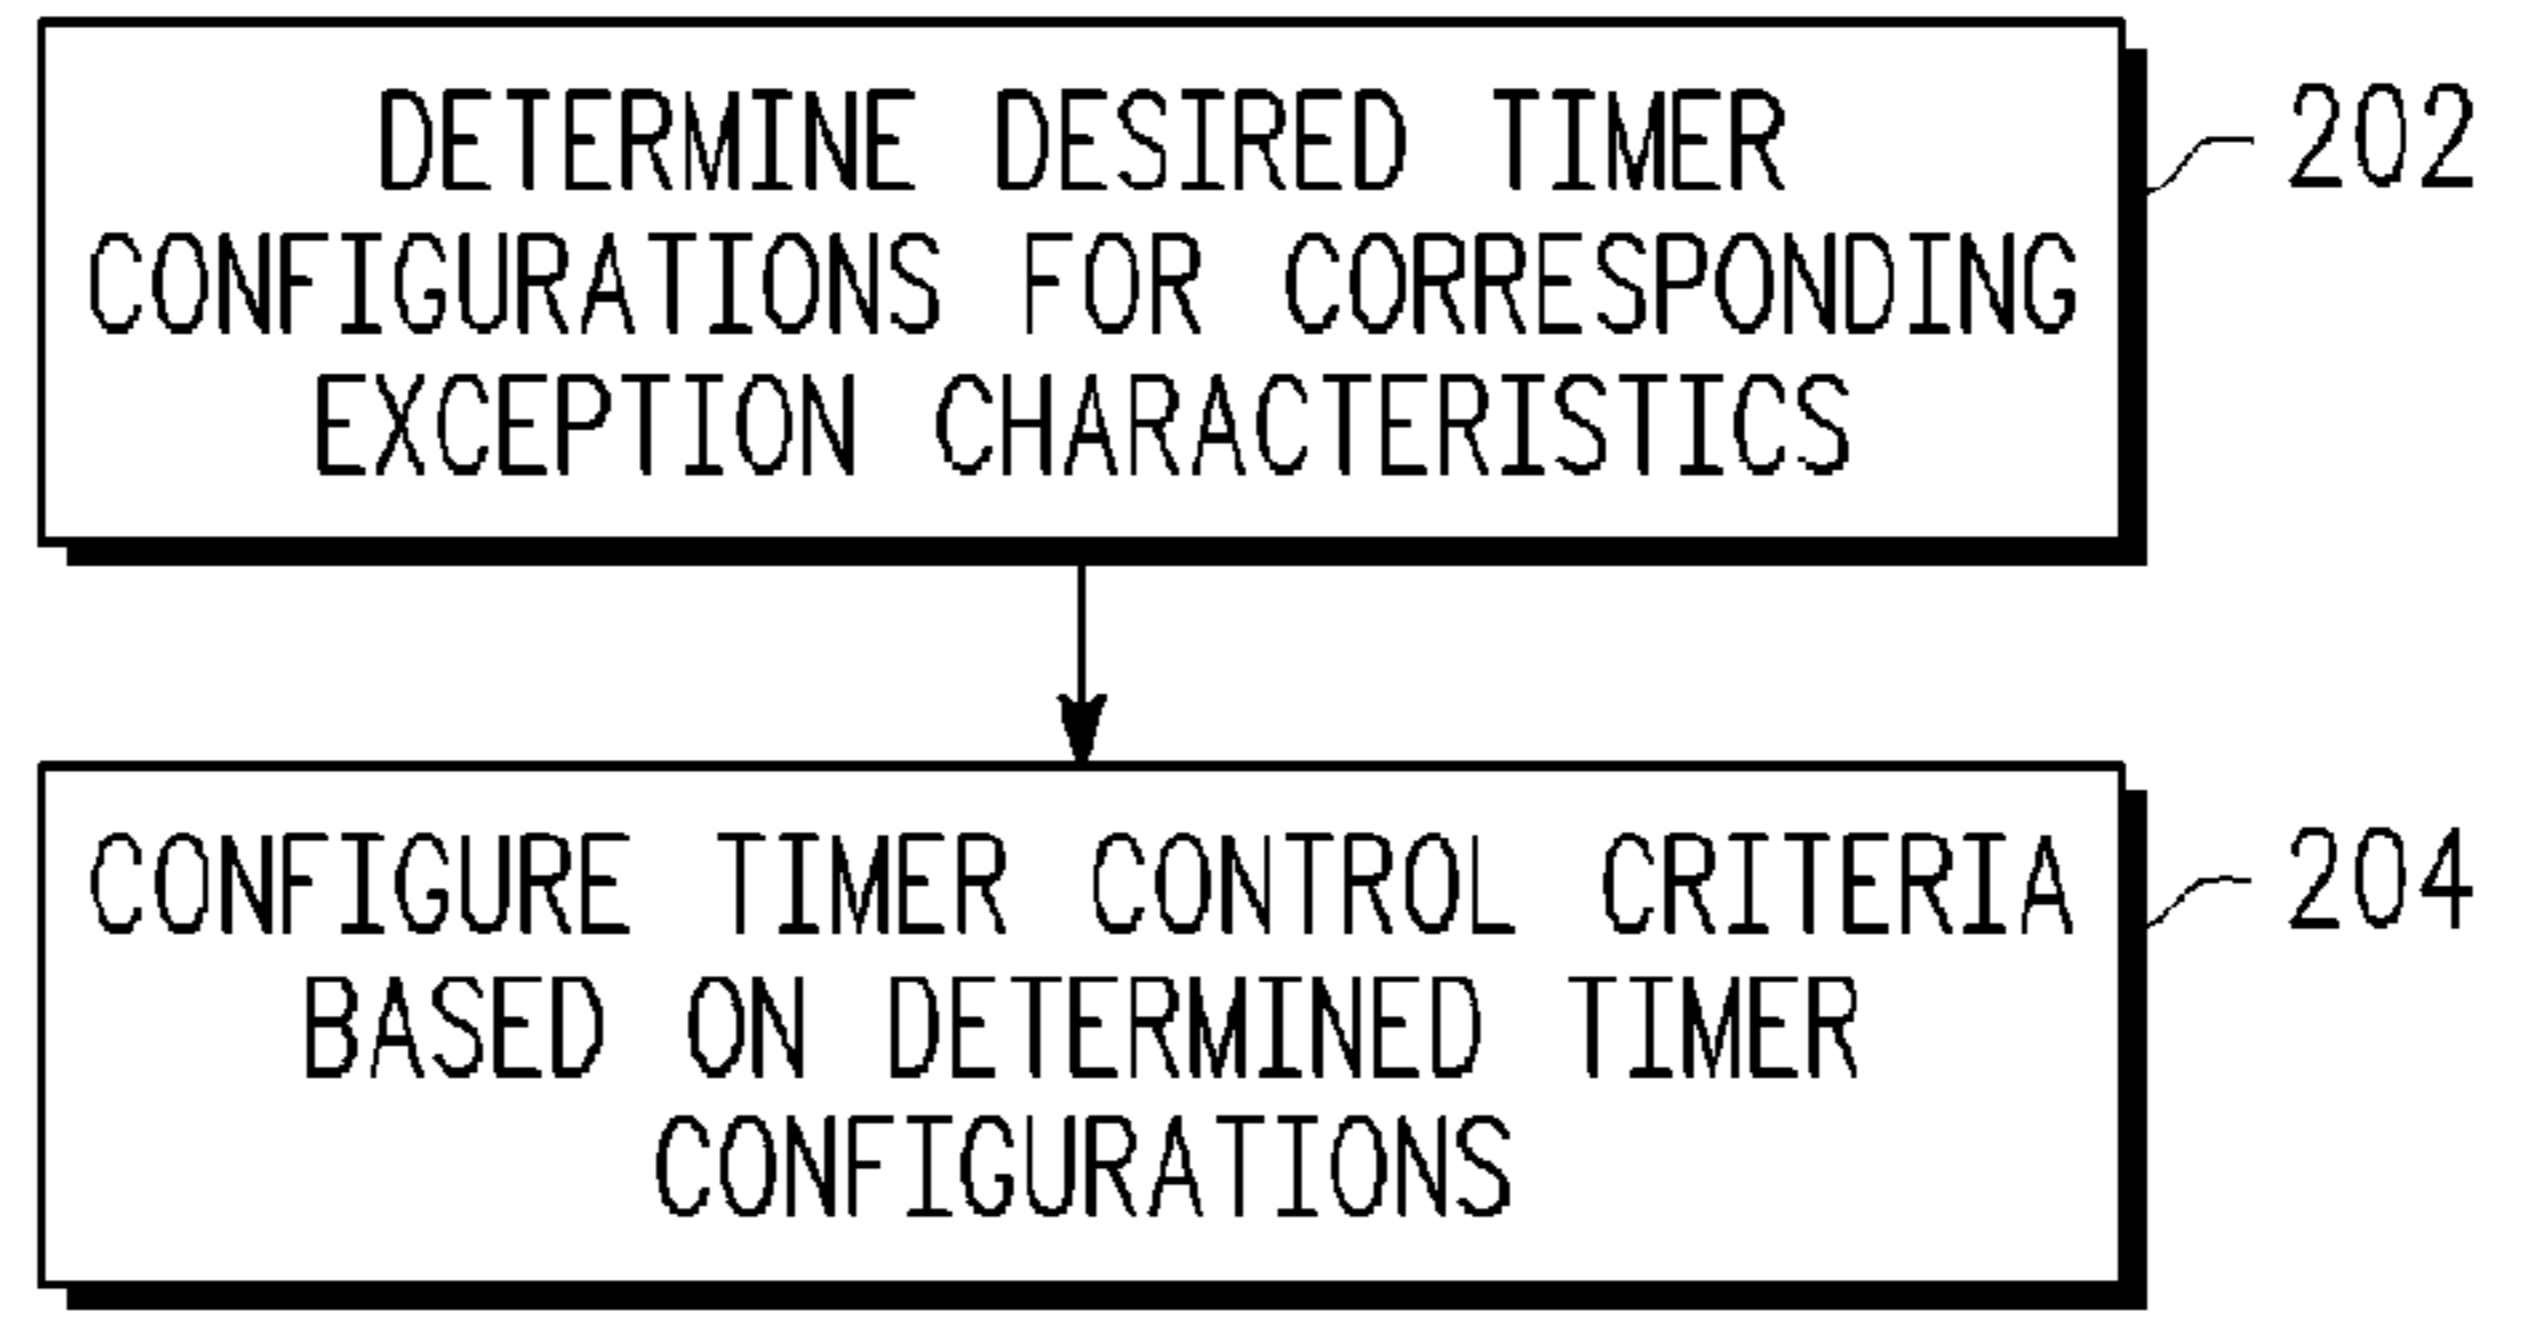 DETERMINE DESIRED TIMER
CONFIGURATIONS FOR CORRESPONDING
EXCEPTION CHARACTERISTICS
202
CONFIGURE TIMER CONTROL CRITERIA
BASED ON DETERMINED TIMER
CONFIGURATIONS
204